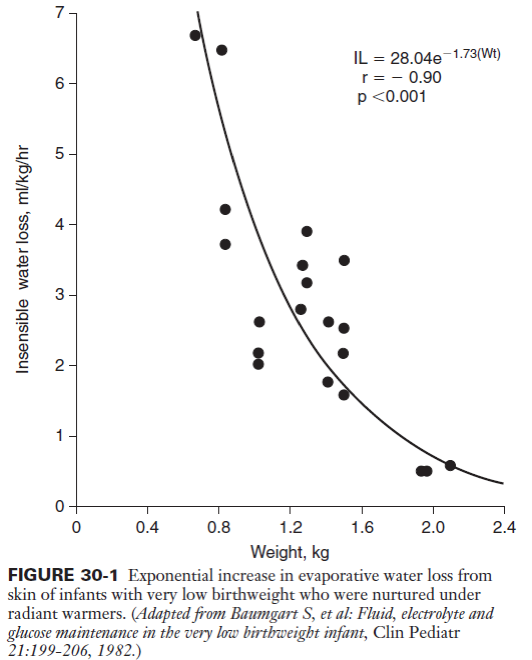 7
IL = 28.04e-1.73(Wt)
r = - 0.90
p <0.001
6
5
4
3
2
1
0
Insensible water loss, ml/kg/hr
0 0.4 0.8 1.2 1.6 2.0 2.4
Weight, kg
FIGURE 30-1 Exponential increase in evaporative water loss from
skin of infants with very low birthweight who were nurtured under
radiant warmers. (Adapted from Baumgart S, et al: Fluid, electrolyte and
glucose maintenance in the very low birthweight infant, Clin Pediatr
21:199-206, 1982.)